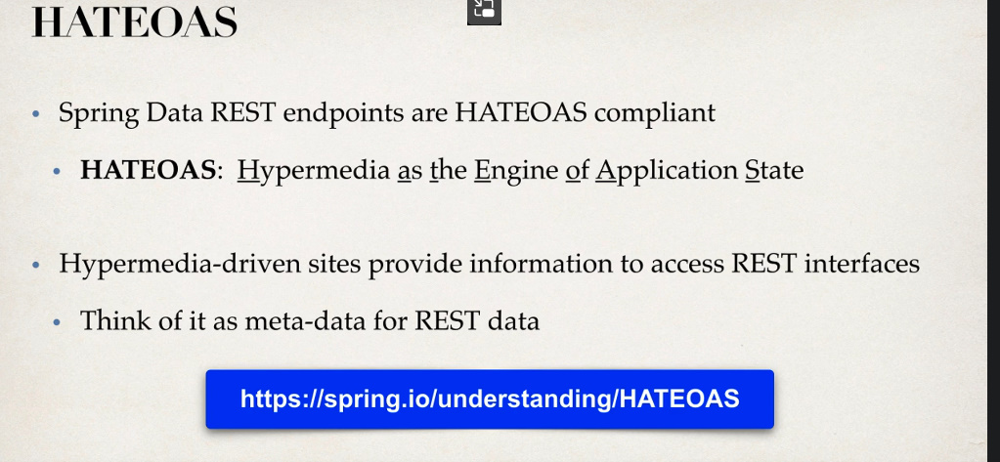 HATEOAS
• Spring Data REST endpoints are HATEOAS compliant
• HATEOAS: Hypermedia as the Engine of Application State
• Hypermedia-driven sites provide information to access REST interfaces
• Think of it as meta-data for REST data
https://spring.io/understanding/HATEOAS